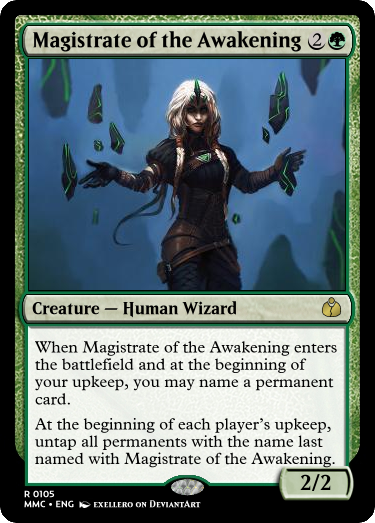 Magistrate of the Awakening 2
Creature — Human Wizard
When Magistrate of the Awakening enters
the battlefield and at the beginning of
your upkeep, you may name a permanent
card.
At the beginning of each player's upkeep,
untap all permanents with the name last
named with Magistrate of the Awakening.
2/2
R 0105
MMC • ENG EXELLERO ON DEVIANTART